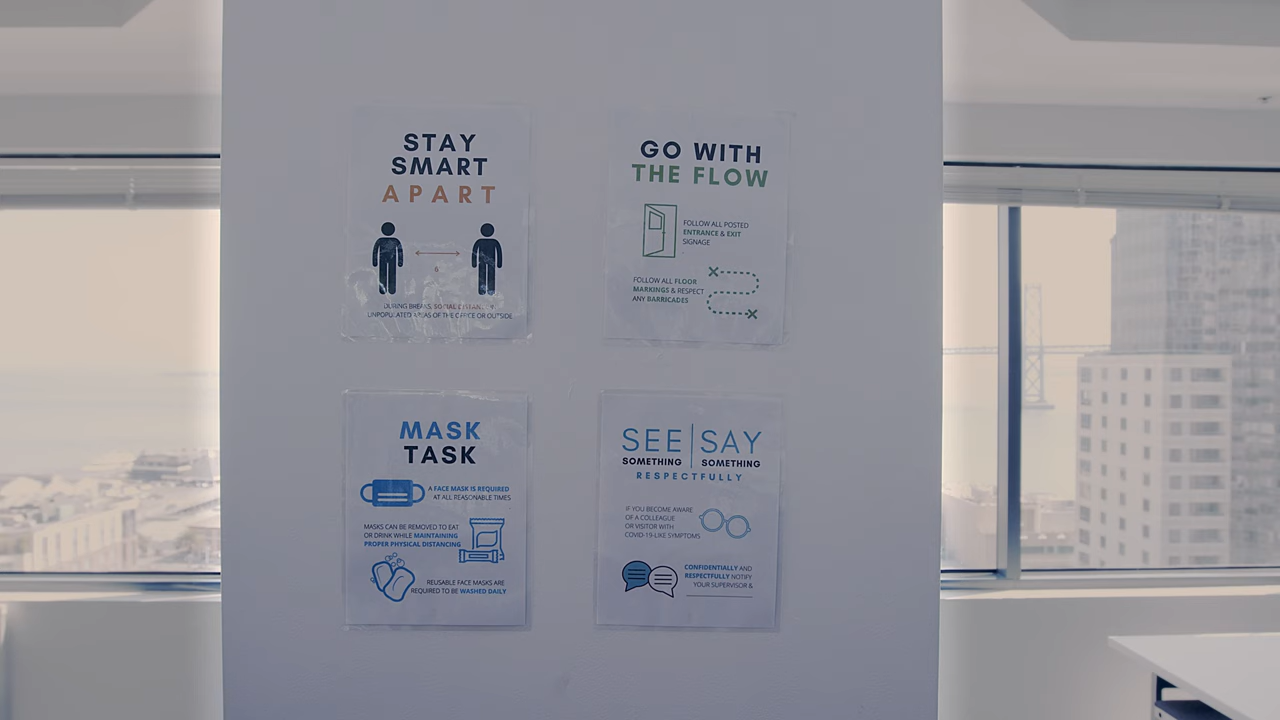 STAY
SMART
APART
6
DURING BREAKS, SOCIAL DISTANCE IN
UNPOPULATED AREAS OF THE OFFICE OR OUTSIDE
GO WITH
THE FLOW
FOLLOW ALL POSTED
ENTRANCE & EXIT
SIGNAGE
FOLLOW ALL FLOOR
MARKINGS & RESPECT
ANY BARRICADES
MASK
TASK
A FACE MASK IS REQUIRED
AT ALL REASONABLE TIMES
MASKS CAN BE REMOVED TO EAT
OR DRINK WHILE MAINTAINING
PROPER PHYSICAL DISTANCING
REUSABLE FACE MASKS ARE
REQUIRED TO BE WASHED DAILY
SEE SAY
SOMETHING SOMETHING
RESPECTFULLY
IF YOU BECOME AWARE
OF A COLLEAGUE
OR VISITOR WITH
COVID-19-LIKE SYMPTOMS
CONFIDENTIALLY AND
RESPECTFULLY NOTIFY
YOUR SUPERVISOR &